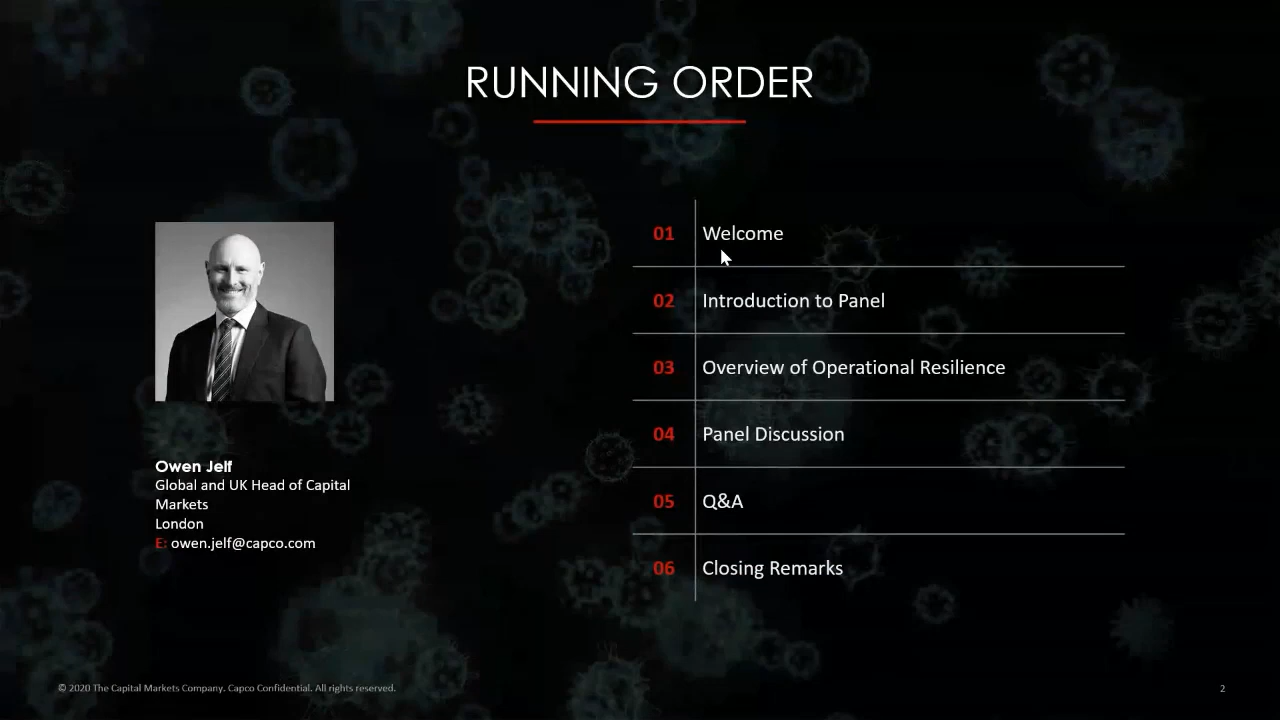 RUNNING ORDER
Owen Jelf
Global and UK Head of Capital
Markets
London
E: owen.jelf@capco.com
01 Welcome
02 Introduction to Panel
03 Overview of Operational Resilience
04 Panel Discussion
05 Q&A
06 Closing Remarks
© 2020 The Capital Markets Company. Capco Confidential. All rights reserved.
2